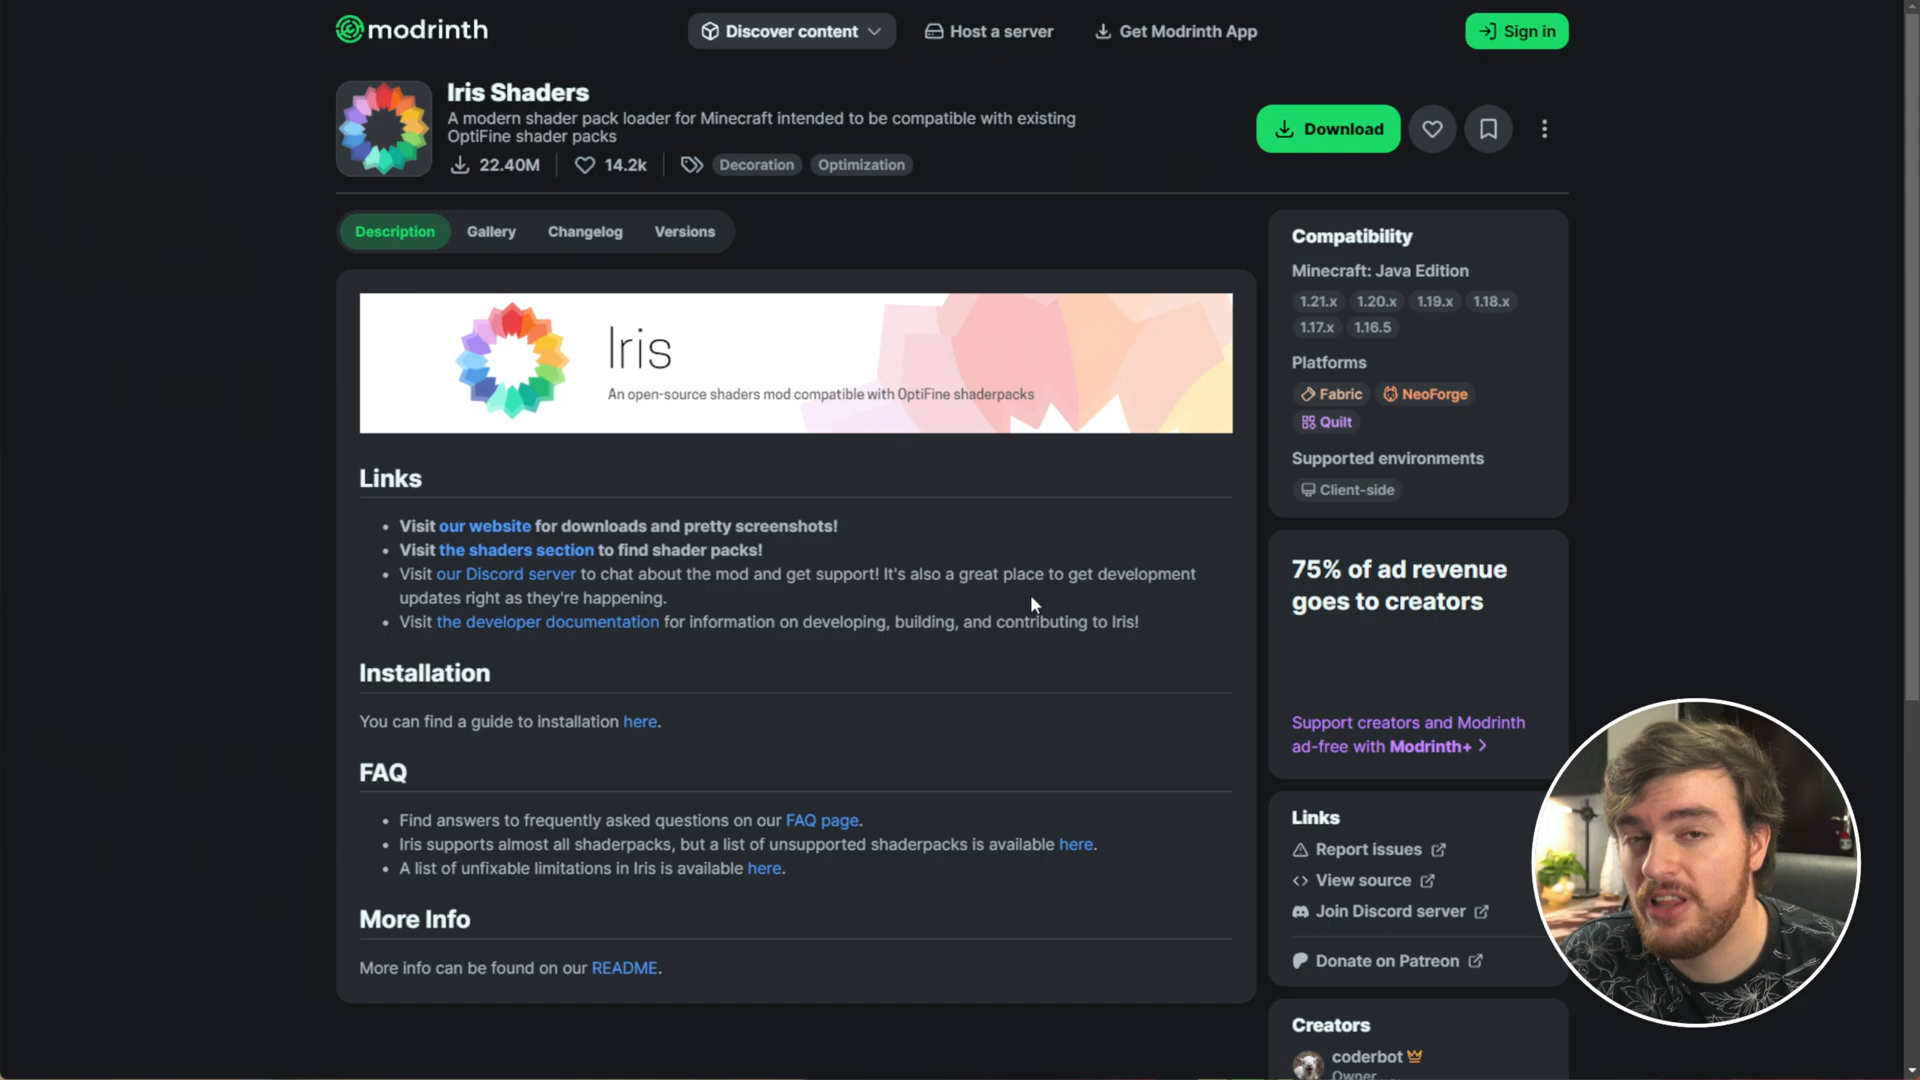 modrinth
Discover content
Host a server
Get Modrinth App
Sign in
Iris Shaders
A modern shader pack loader for Minecraft intended to be compatible with existing
OptiFine shader packs
22.40M
14.2k
Decoration
Optimization
Download
Description
Gallery
Changelog
Versions
Iris
An open-source shaders mod compatible with OptiFine shaderpacks
Links
• Visit our website for downloads and pretty screenshots!
• Visit the shaders section to find shader packs!
• Visit our Discord server to chat about the mod and get support! It's also a great place to get development
updates right as they're happening.
• Visit the developer documentation for information on developing, building, and contributing to Iris!
Installation
You can find a guide to installation here.
FAQ
• Find answers to frequently asked questions on our FAQ page.
• Iris supports almost all shaderpacks, but a list of unsupported shaderpacks is available here.
• A list of unfixable limitations in Iris is available here.
More Info
More info can be found on our README.
Compatibility
Minecraft: Java Edition
1.21.x 1.20.x 1.19.x 1.18.x
1.17.x 1.16.5
Platforms
Fabric NeoForge
Quilt
Supported environments
Client-side
75% of ad revenue
goes to creators
Support creators and Modrinth
ad-free with Modrinth+
Links
Report issues
View source
Join Discord server
Donate on Patreon
Creators
coderbot
Owner